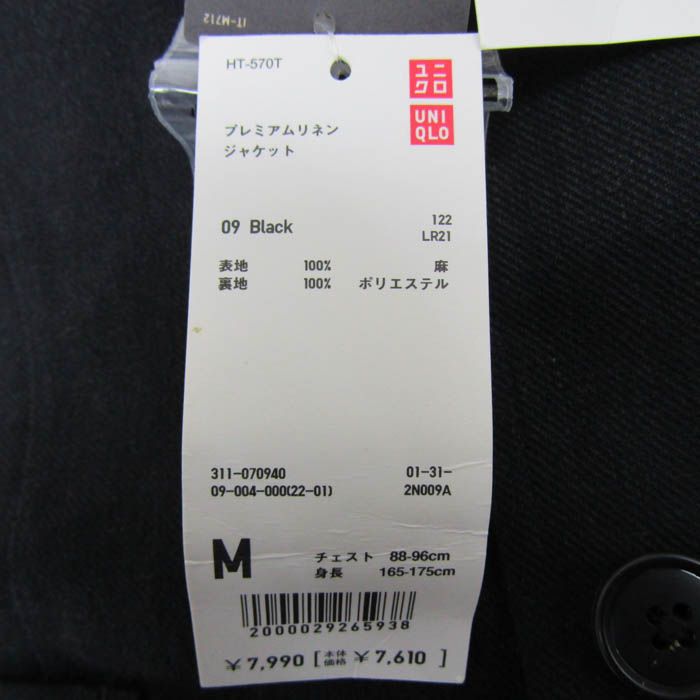 IT-M712
HT-570T
ユニ
クロ
UNI
QLO
プレミアムリネン
ジャケット
09 Black
122
LR21
表地 100% 麻
裏地 100% ポリエステル
311-070940 01-31-
09-004-000(22-01) 2N009A
M
チェスト 88-96cm
身長 165-175cm
2000029265938
¥7,990 [本体価格 ¥7,610]